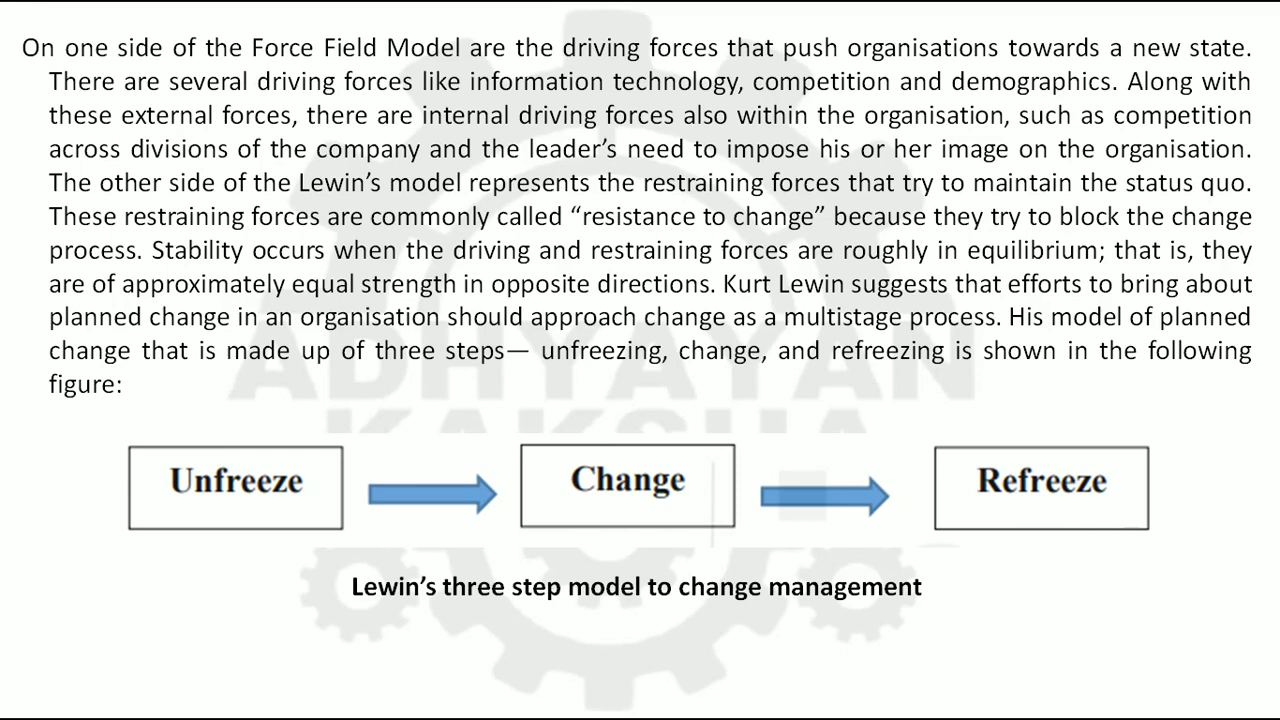 On one side of the Force Field Model are the driving forces that push organisations towards a new state.
There are several driving forces like information technology, competition and demographics. Along with
these external forces, there are internal driving forces also within the organisation, such as competition
across divisions of the company and the leader’s need to impose his or her image on the organisation.
The other side of the Lewin’s model represents the restraining forces that try to maintain the status quo.
These restraining forces are commonly called “resistance to change” because they try to block the change
process. Stability occurs when the driving and restraining forces are roughly in equilibrium; that is, they
are of approximately equal strength in opposite directions. Kurt Lewin suggests that efforts to bring about
planned change in an organisation should approach change as a multistage process. His model of planned
change that is made up of three steps— unfreezing, change, and refreezing is shown in the following
figure:
ADHYAYAN
KAKSHA
Unfreeze
Change
Refreeze
Lewin’s three step model to change management